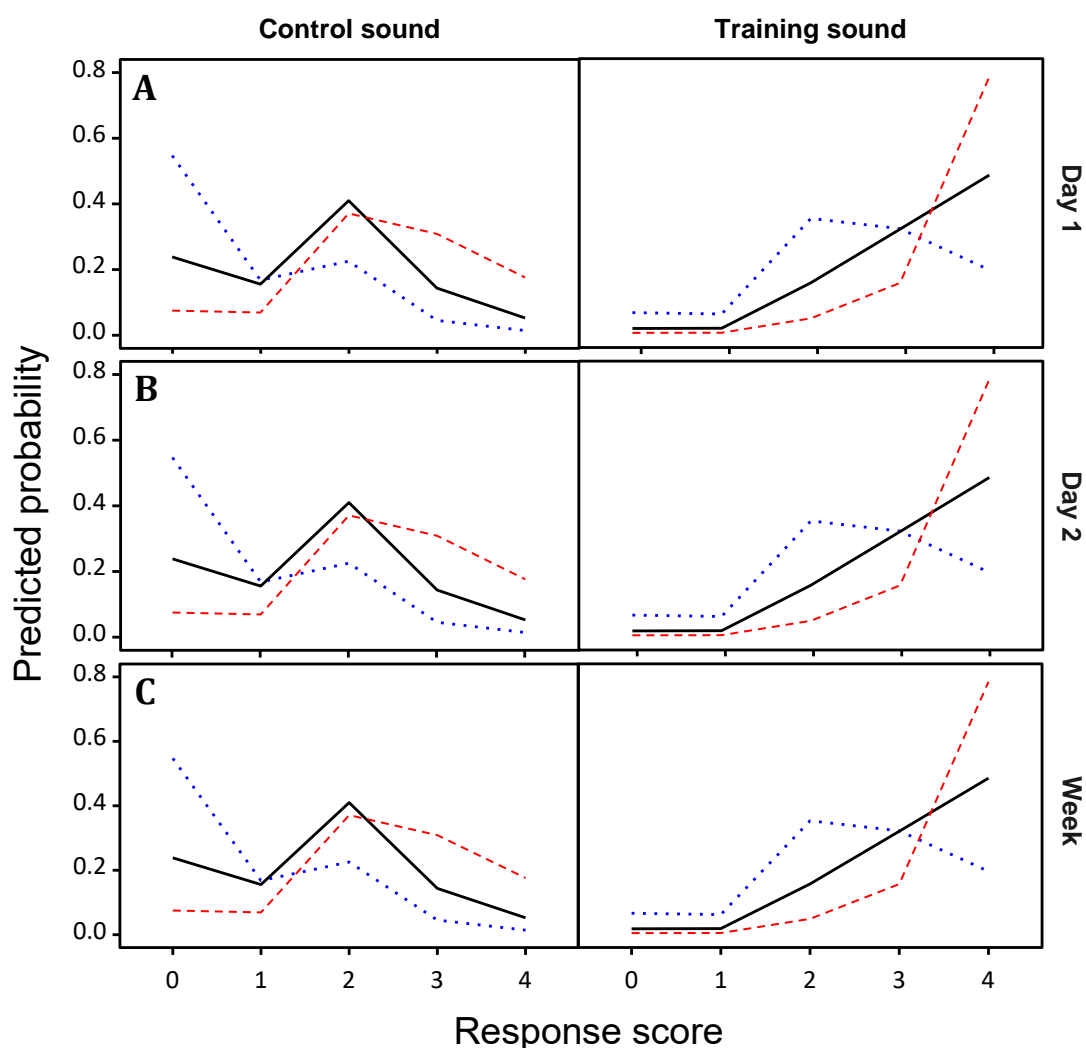 Control sound
Training sound
A
0.8
0.6
0.4
0.2
0.0
Day 1
B
0.8
0.6
0.4
0.2
0.0
Day 2
C
0.8
0.6
0.4
0.2
0.0
Week
Predicted probability
0 1 2 3 4
0 1 2 3 4
Response score